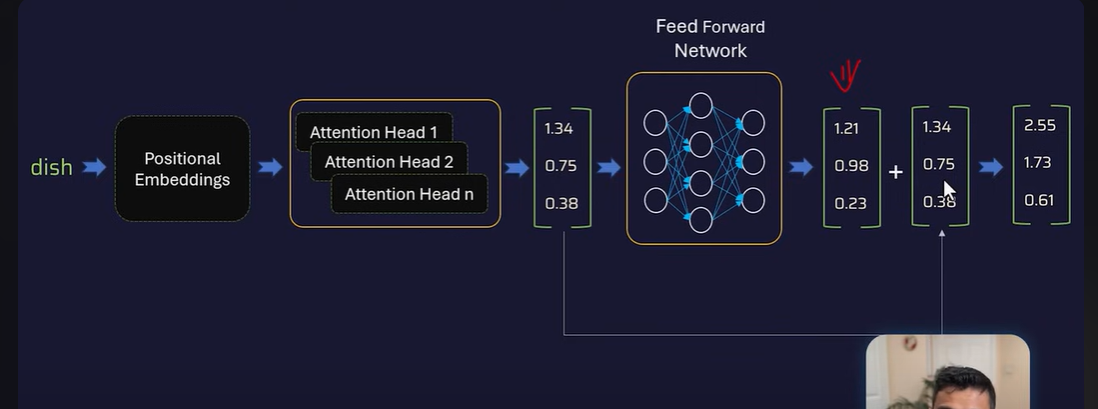 Feed Forward
Network
dish
Positional
Embeddings
Attention Head 1
Attention Head 2
Attention Head n
1.34
0.75
0.38
1.21
0.98
0.23
+
1.34
0.75
0.38
2.55
1.73
0.61